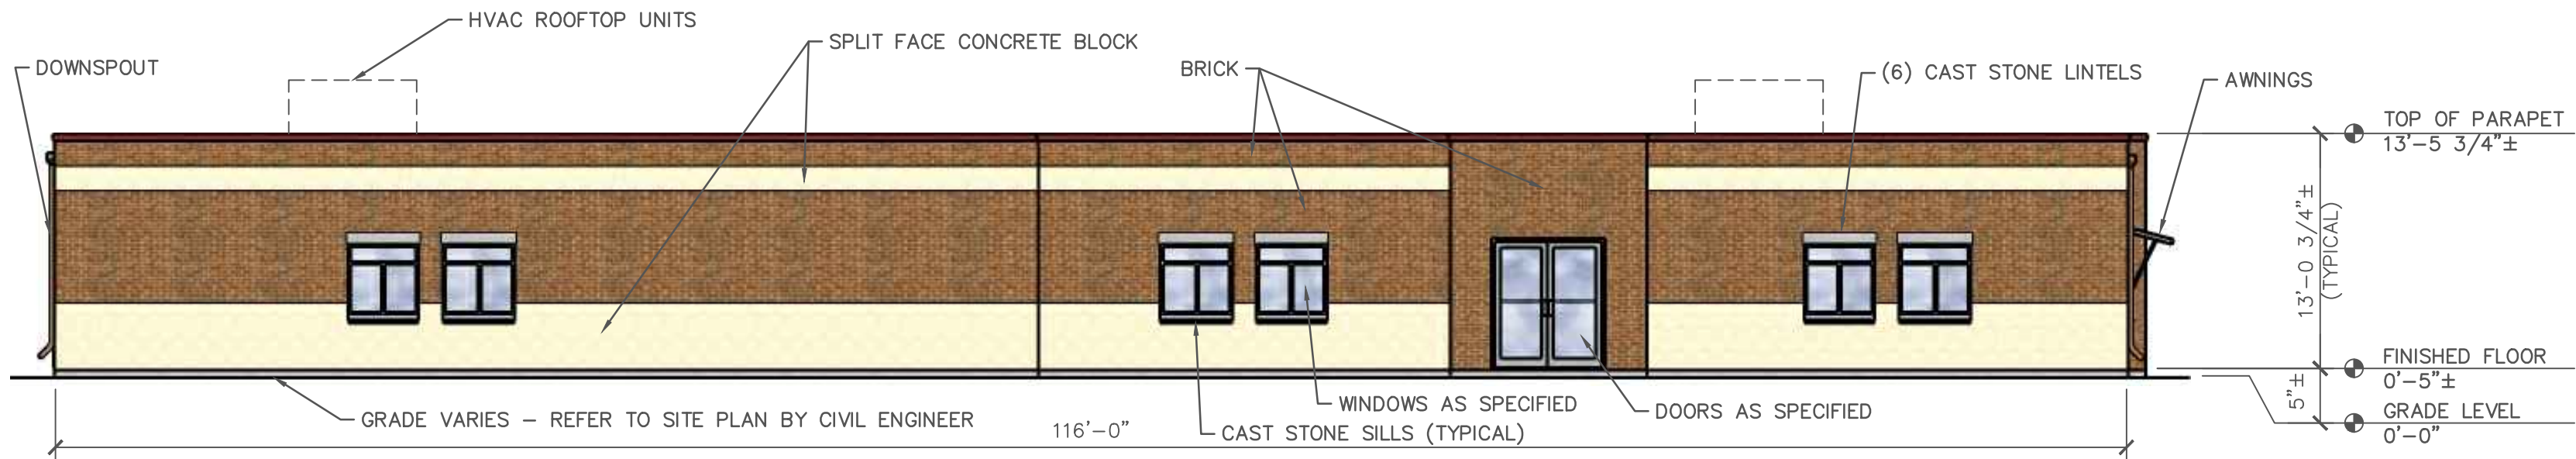 HVAC ROOFTOP UNITS
SPLIT FACE CONCRETE BLOCK
DOWNSPOUT
BRICK
(6) CAST STONE LINTELS
AWNINGS
TOP OF PARAPET
13'-5 3/4"±
13'-0 3/4"±
(TYPICAL)
FINISHED FLOOR
0'-5"±
5"±
GRADE LEVEL
0'-0"
WINDOWS AS SPECIFIED
DOORS AS SPECIFIED
GRADE VARIES – REFER TO SITE PLAN BY CIVIL ENGINEER
116'-0"
CAST STONE SILLS (TYPICAL)